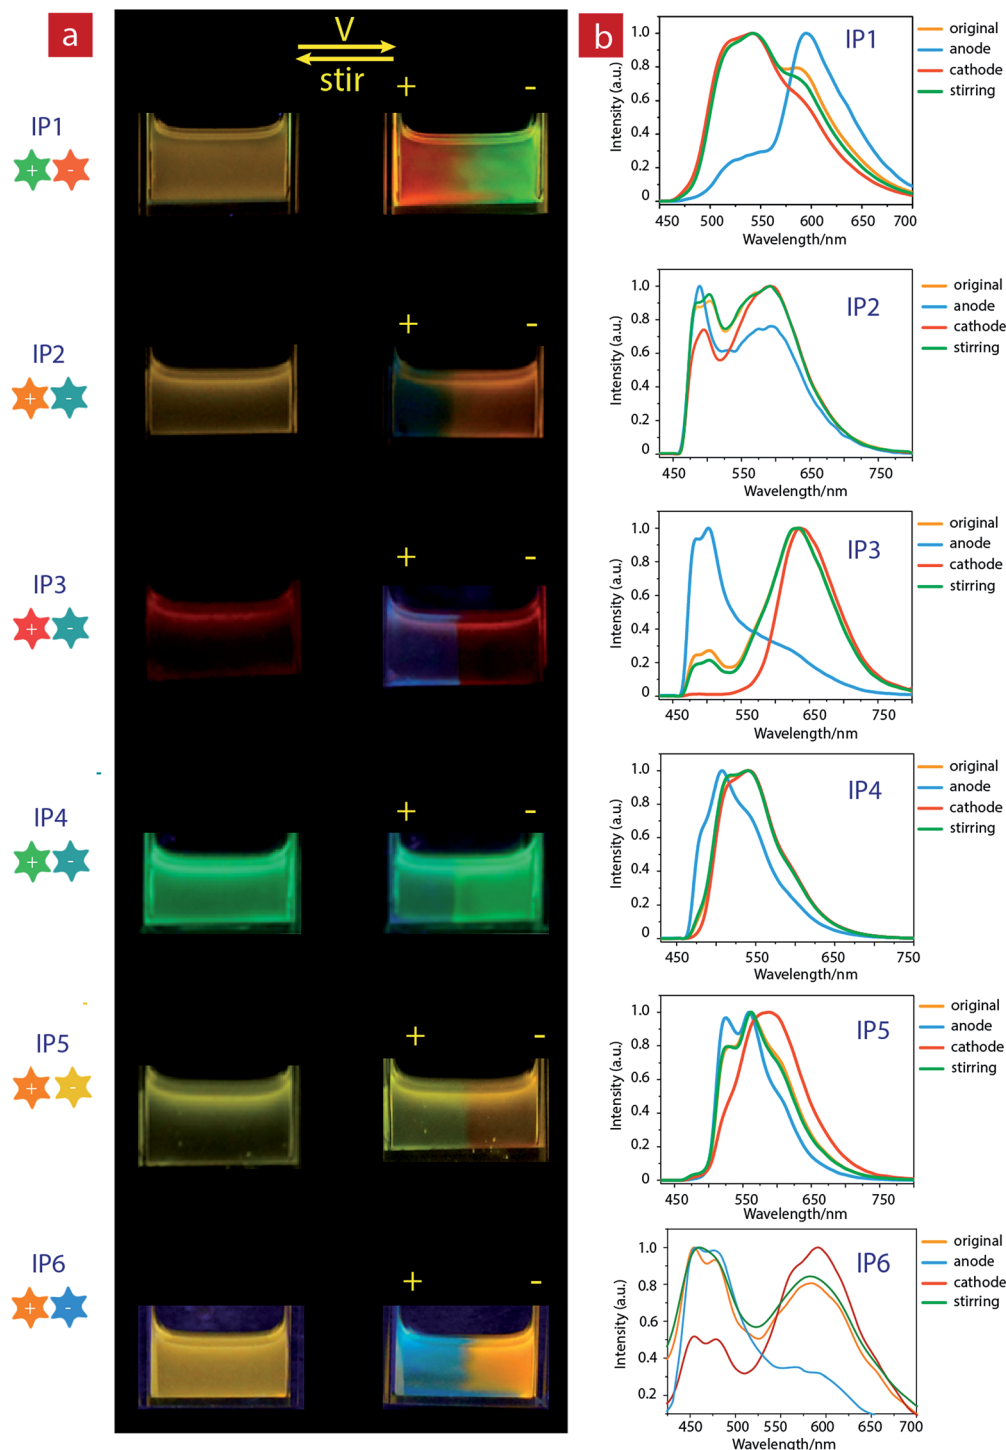 a
V
stir
+ -
IP1
+ -
+ -
IP2
+ -
+ -
IP3
+ -
+ -
IP4
+ -
+ -
IP5
+ -
+ -
IP6
+ -
b
IP1
original
anode
cathode
stirring
Intensity (a.u.)
1.0
0.8
0.6
0.4
0.2
0
450 500 550 600 650 700
Wavelength/nm
IP2
original
anode
cathode
stirring
Intensity (a.u.)
1.0
0.8
0.6
0.4
0.2
0
450 550 650 750
Wavelength/nm
IP3
original
anode
cathode
stirring
Intensity (a.u.)
1.0
0.8
0.6
0.4
0.2
0
450 550 650 750
Wavelength/nm
IP4
original
anode
cathode
stirring
Intensity (a.u.)
1.0
0.8
0.6
0.4
0.2
0
450 550 650 750
Wavelength/nm
IP5
original
anode
cathode
stirring
Intensity (a.u.)
1.0
0.8
0.6
0.4
0.2
0
450 550 650 750
Wavelength/nm
IP6
original
anode
cathode
stirring
Intensity (a.u.)
1.0
0.8
0.6
0.4
0.2
450 500 550 600 650 700
Wavelength/nm